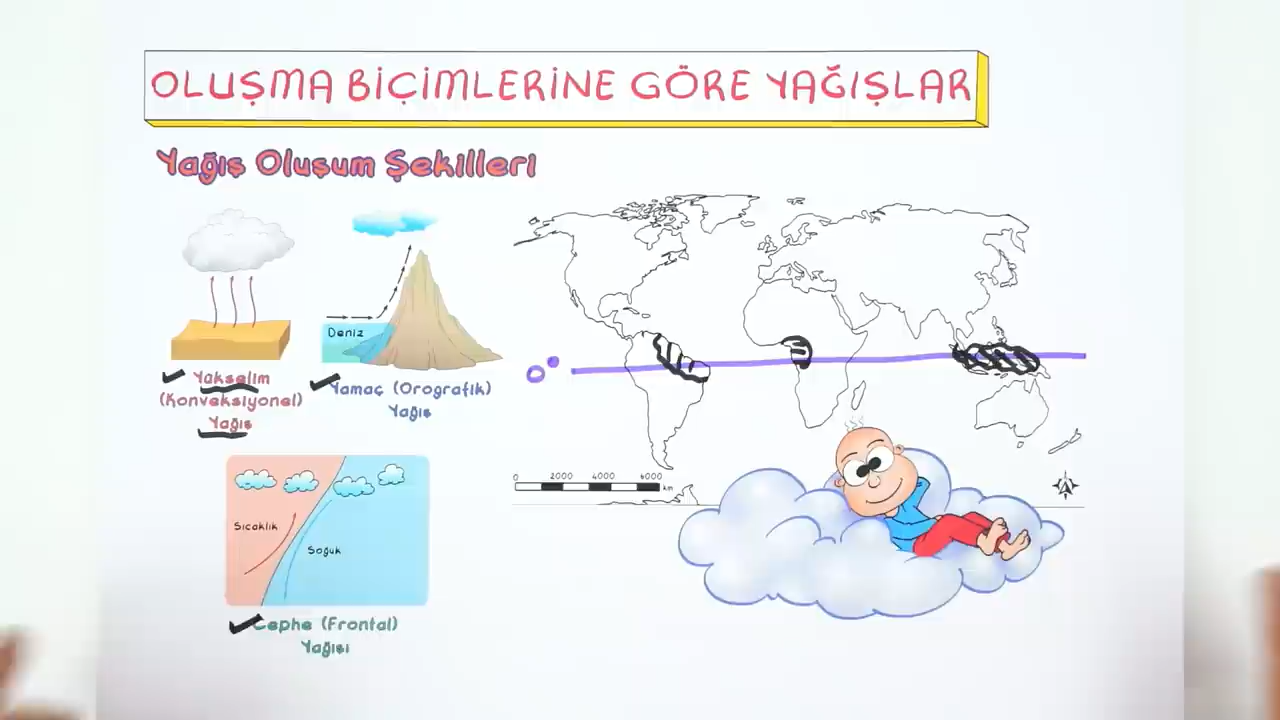 OLUŞMA BİÇİMLERİNE GÖRE YAĞIŞLAR
Yağış Oluşum Şekilleri
Deniz
Yükselim
(Konveksiyonel)
Yağış
Yamaç (Orografik)
Yağış
0°
0 2000 4000 6000
km
Sıcaklık
Soğuk
Cephe (Frontal)
Yağışı